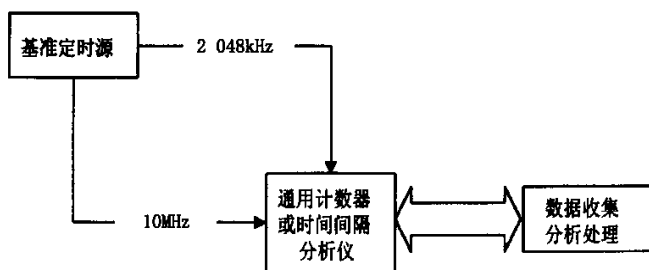 基准定时源
2 048kHz
通用计数器
或时间间隔
分析仪
10MHz
数据收集
分析处理